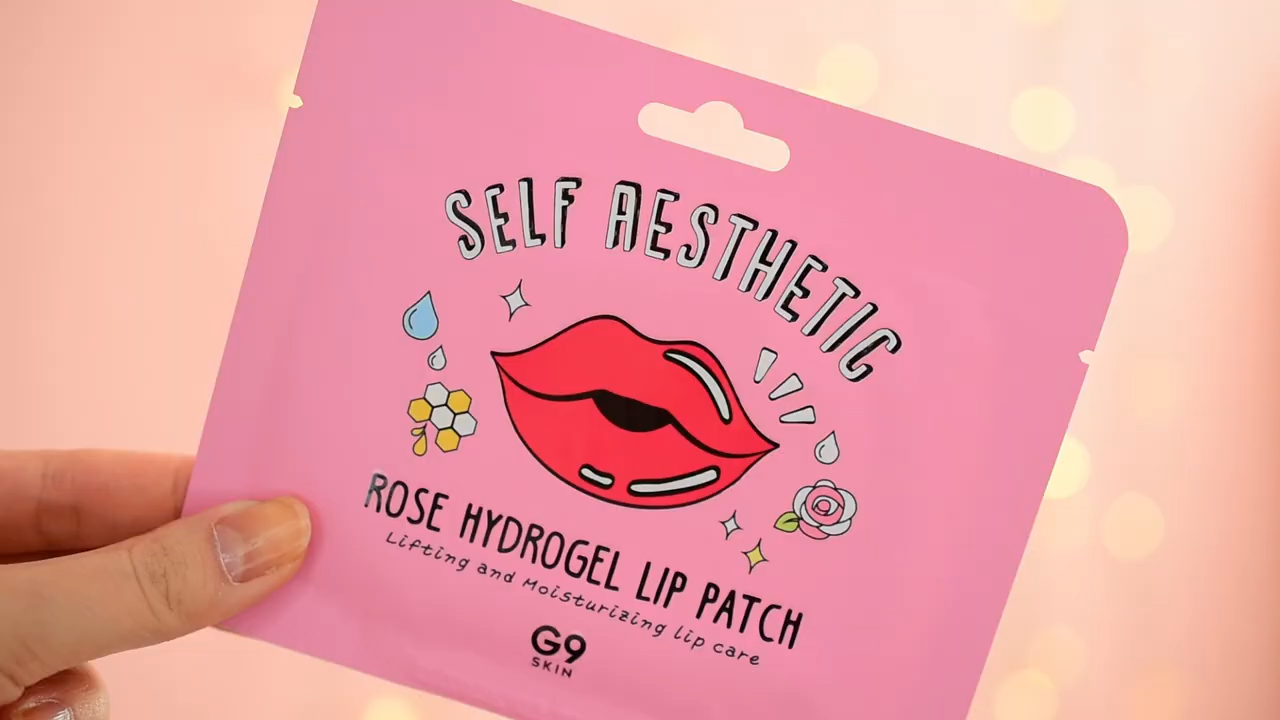 SELF AESTHETIC
ROSE HYDROGEL LIP PATCH
Lifting and Moisturizing lip care
G9
SKIN